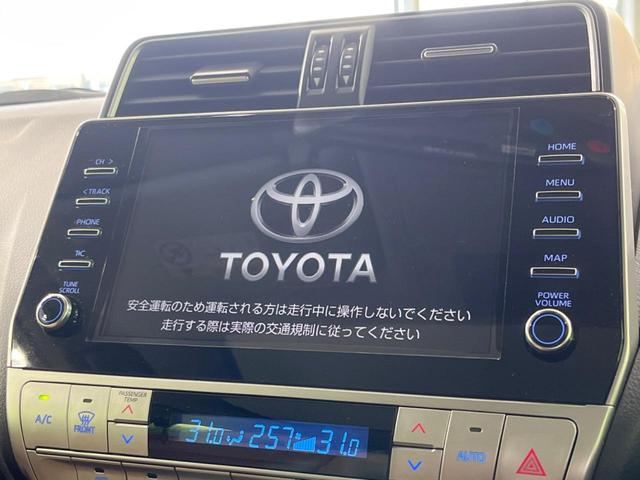 CH >
< TRACK
PHONE
T/C
TUNE
SCROLL
HOME
MENU
AUDIO
MAP
POWER
VOLUME
TOYOTA
安全運転のため運転される方は走行中に操作しないでください
走行する際は実際の交通規制に従ってください
A/C
FRONT
PASSENGER
TEMP
31.0
257
31.0
AUTO